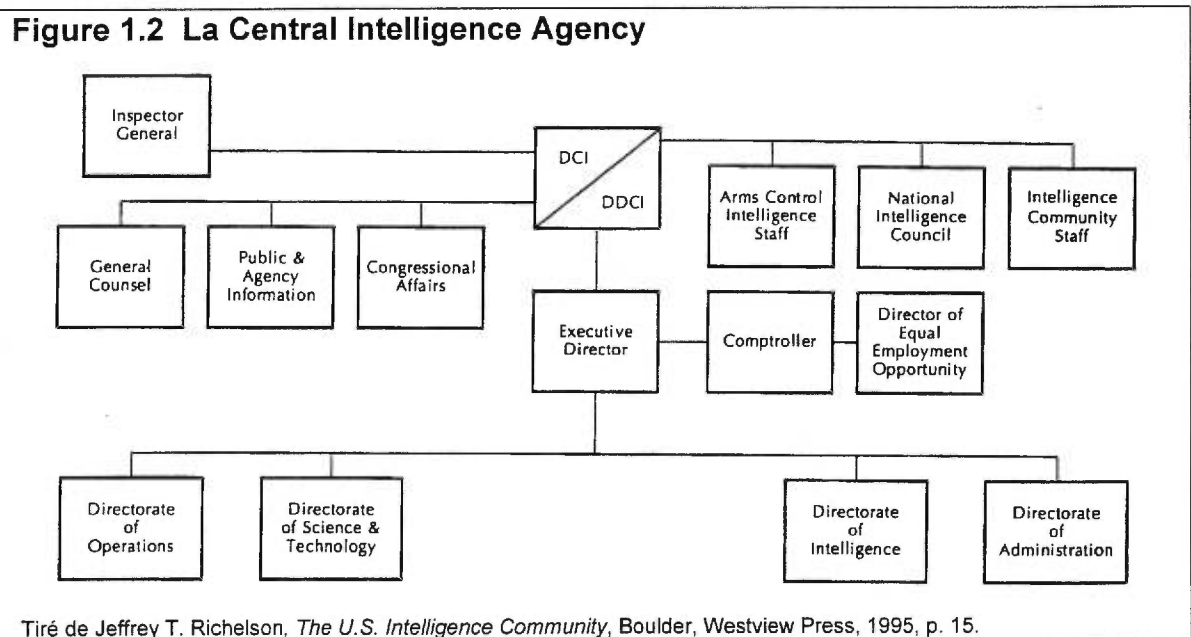 Figure 1.2 La Central Intelligence Agency
Inspector
General
DCI
DDCI
Arms Control
Intelligence
Staff
National
Intelligence
Council
Intelligence
Community
Staff
General
Counsel
Public &
Agency
Information
Congressional
Affairs
Executive
Director
Comptroller
Director of
Equal
Employment
Opportunity
Directorate
of
Operations
Directorate
of Science &
Technology
Directorate
of
Intelligence
Directorate
of
Administration
Tiré de Jeffrey T. Richelson, The U.S. Intelligence Community, Boulder, Westview Press, 1995, p. 15.